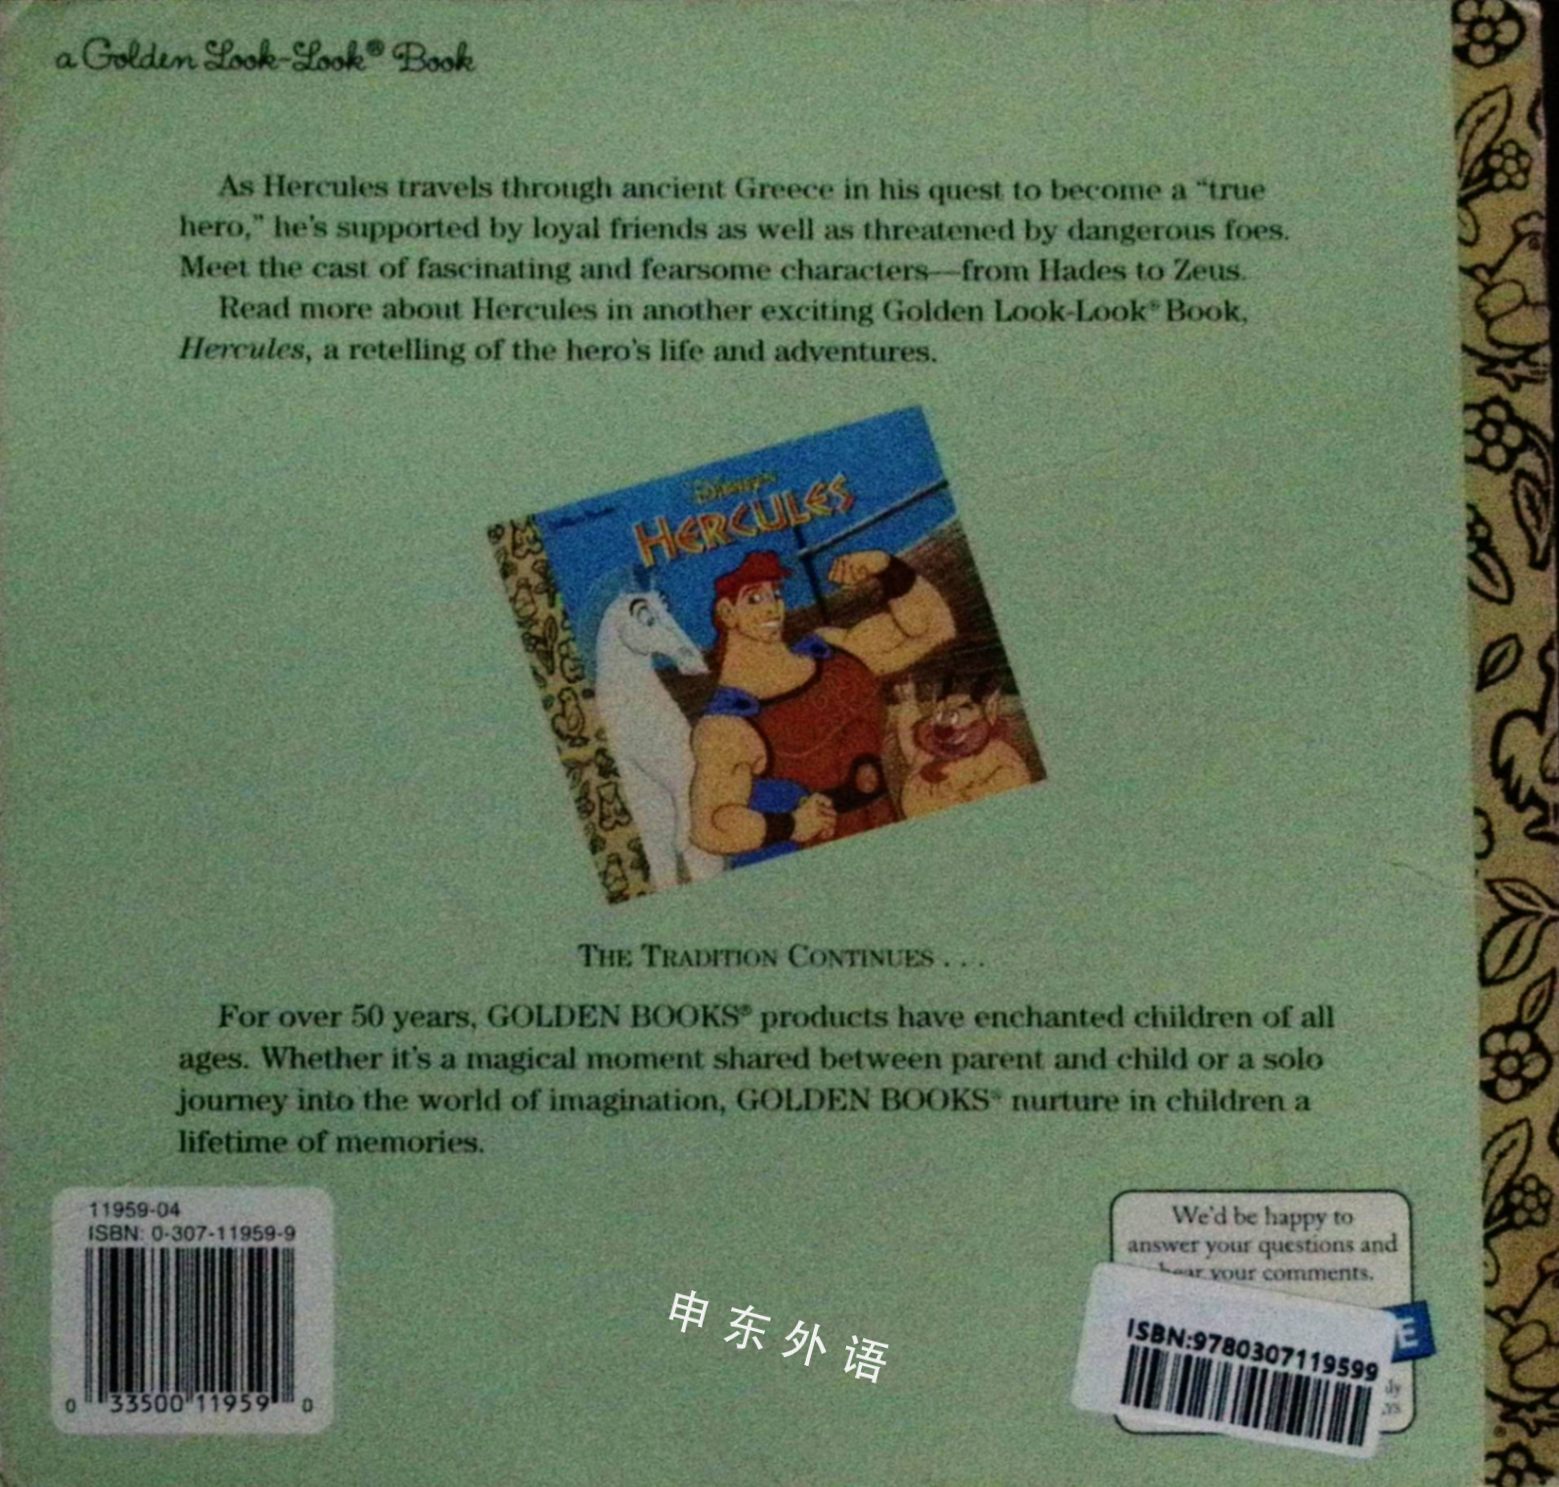 a Golden Look-Look® Book
As Hercules travels through ancient Greece in his quest to become a “true
hero,” he’s supported by loyal friends as well as threatened by dangerous foes.
Meet the cast of fascinating and fearsome characters—from Hades to Zeus.
Read more about Hercules in another exciting Golden Look-Look® Book,
Hercules, a retelling of the hero’s life and adventures.
Disney's
HERCULES
THE TRADITION CONTINUES . . .
For over 50 years, GOLDEN BOOKS® products have enchanted children of all
ages. Whether it’s a magical moment shared between parent and child or a solo
journey into the world of imagination, GOLDEN BOOKS® nurture in children a
lifetime of memories.
11959-04
ISBN: 0-307-11959-9
0 33500 11959 0
We’d be happy to
answer your questions and
hear your comments.
E
ISBN:9780307119599
申东外语